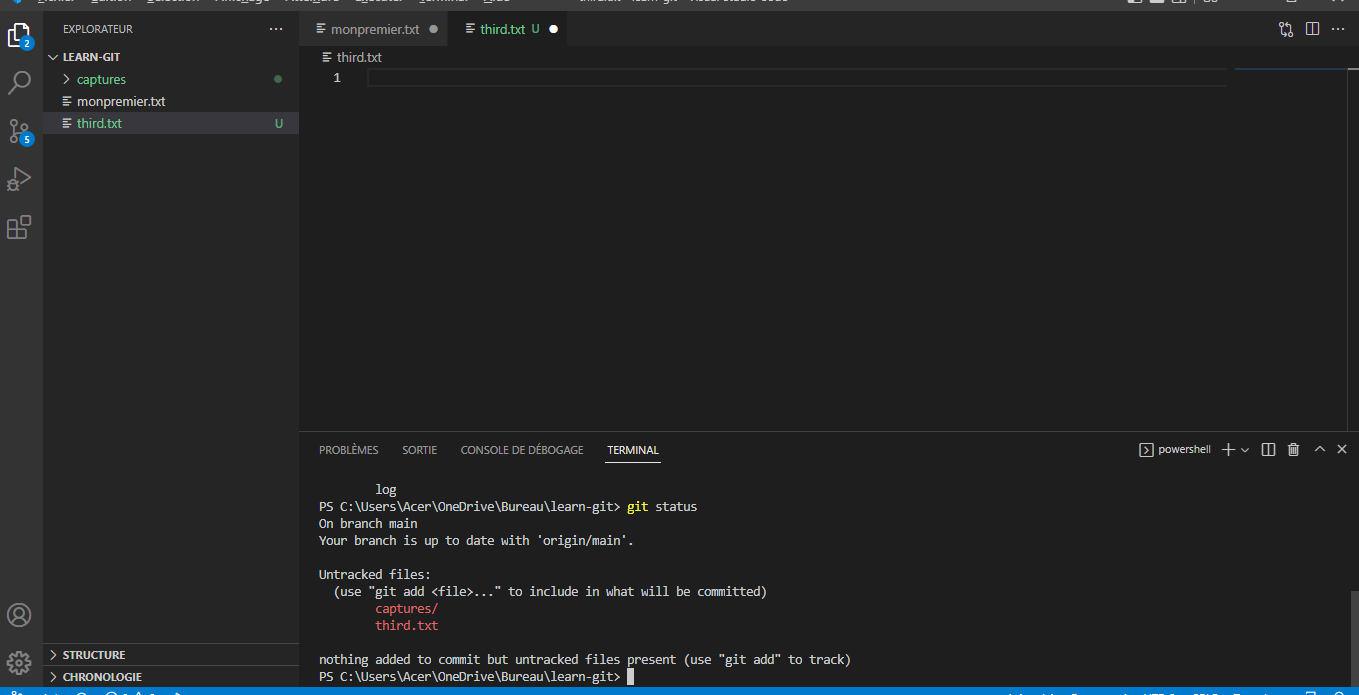 EXPLORATEUR
LEARN-GIT
captures
monpremier.txt
third.txt U
STRUCTURE
CHRONOLOGIE
2
5
monpremier.txt
third.txt U
third.txt
1
PROBLÈMES SORTIE CONSOLE DE DÉBOGAGE TERMINAL
powershell
log
PS C:\Users\Acer\OneDrive\Bureau\learn-git> git status
On branch main
Your branch is up to date with 'origin/main'.
Untracked files:
(use "git add <file>..." to include in what will be committed)
captures/
third.txt
nothing added to commit but untracked files present (use "git add" to track)
PS C:\Users\Acer\OneDrive\Bureau\learn-git>